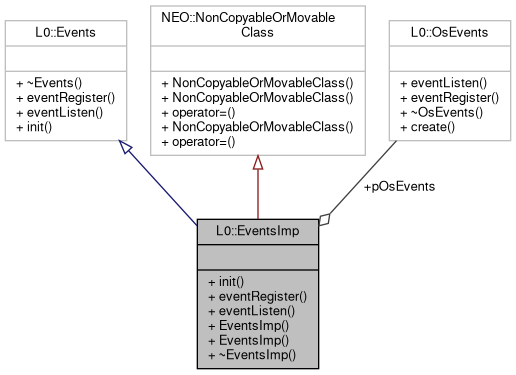 L0::Events
+ ~Events()
+ eventRegister()
+ eventListen()
+ init()
NEO::NonCopyableOrMovable
Class
+ NonCopyableOrMovableClass()
+ NonCopyableOrMovableClass()
+ operator=()
+ NonCopyableOrMovableClass()
+ operator=()
L0::OsEvents
+ eventListen()
+ eventRegister()
+ ~OsEvents()
+ create()
+pOsEvents
L0::EventsImp
+ init()
+ eventRegister()
+ eventListen()
+ EventsImp()
+ EventsImp()
+ ~EventsImp()